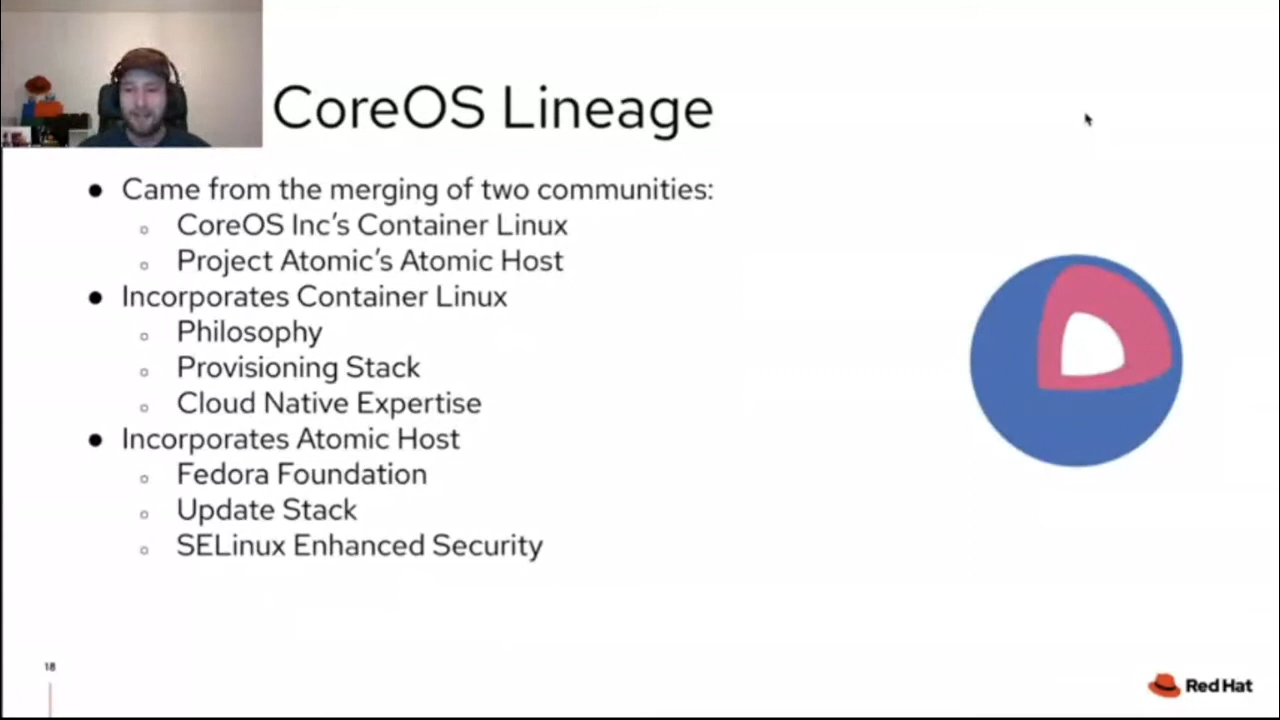 CoreOS Lineage
● Came from the merging of two communities:
○ CoreOS Inc’s Container Linux
○ Project Atomic’s Atomic Host
● Incorporates Container Linux
○ Philosophy
○ Provisioning Stack
○ Cloud Native Expertise
● Incorporates Atomic Host
○ Fedora Foundation
○ Update Stack
○ SELinux Enhanced Security
18
Red Hat